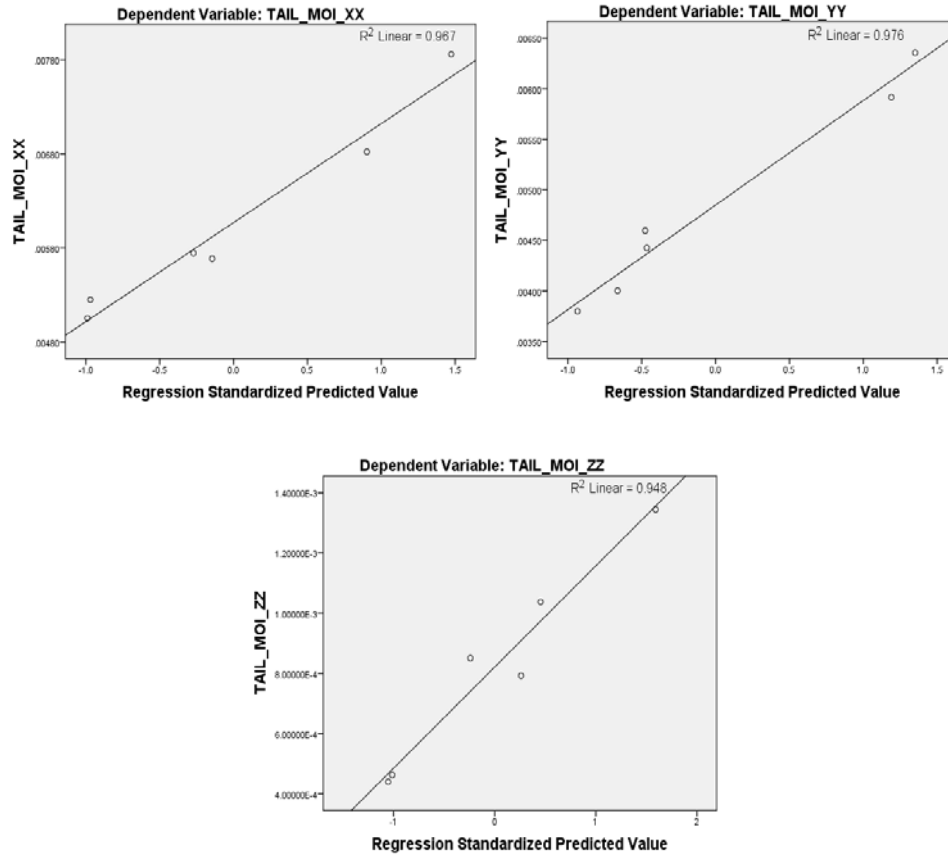 Dependent Variable: TAIL_MOI_XX
R2 Linear = 0.967
TAIL_MOI_XX
.00780
.00680
.00580
.00480
-1.0 -0.5 0.0 0.5 1.0 1.5
Regression Standardized Predicted Value
Dependent Variable: TAIL_MOI_YY
R2 Linear = 0.976
TAIL_MOI_YY
.00650
.00600
.00550
.00500
.00450
.00400
.00350
-1.0 -0.5 0.0 0.5 1.0 1.5
Regression Standardized Predicted Value
Dependent Variable: TAIL_MOI_ZZ
R2 Linear = 0.948
TAIL_MOI_ZZ
1.40000E-3
1.20000E-3
1.00000E-3
8.00000E-4
6.00000E-4
4.00000E-4
-1 0 1 2
Regression Standardized Predicted Value